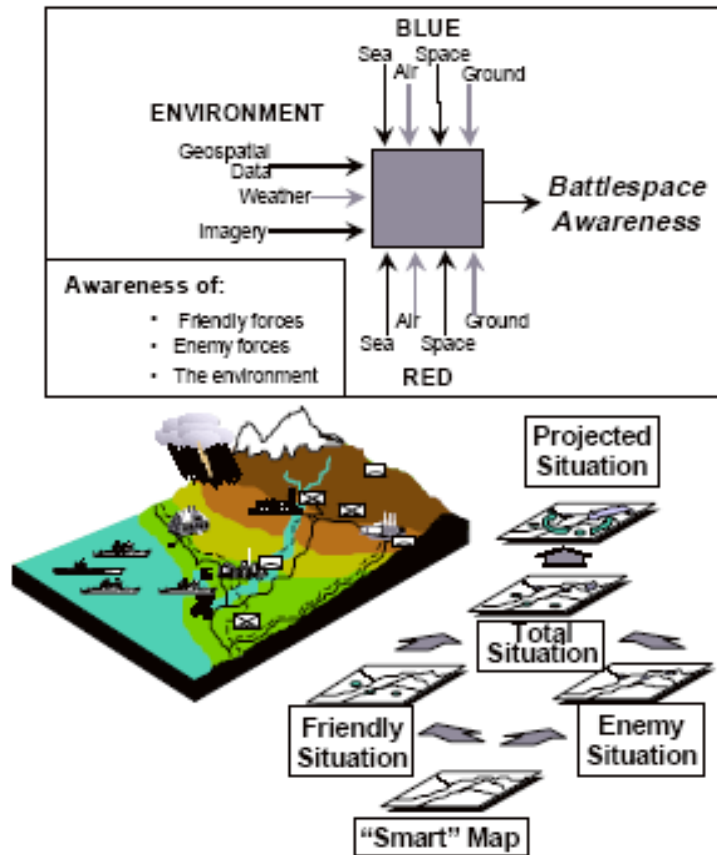 BLUE
Sea
Air
Space
Ground
ENVIRONMENT
Geospatial
Data
Weather
Imagery
Battlespace
Awareness
Awareness of:
• Friendly forces
• Enemy forces
• The environment
Sea
Air
Space
Ground
RED
Projected
Situation
Total
Situation
Friendly
Situation
Enemy
Situation
“Smart” Map